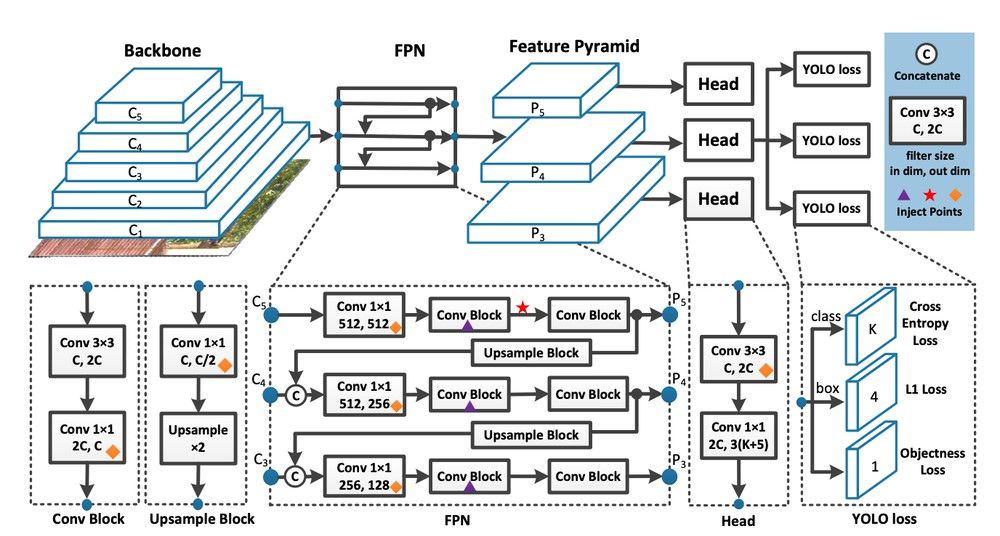 Backbone
FPN
Feature Pyramid
C5
C4
C3
C2
C1
P5
P4
P3
Head
Head
Head
YOLO loss
YOLO loss
YOLO loss
C
Concatenate
Conv 3×3
C, 2C
filter size
in dim, out dim
Inject Points
Conv 3×3
C, 2C
Conv 1×1
2C, C
Conv Block
Conv 1×1
C, C/2
Upsample
×2
Upsample Block
C5
Conv 1×1
512, 512
Conv Block
Conv Block
P5
Upsample Block
C4
C
Conv 1×1
512, 256
Conv Block
Conv Block
P4
Upsample Block
C3
C
Conv 1×1
256, 128
Conv Block
Conv Block
P3
FPN
Conv 3×3
C, 2C
Conv 1×1
2C, 3(K+5)
Head
class
K
Cross
Entropy
Loss
box
4
L1 Loss
1
Objectness
Loss
YOLO loss